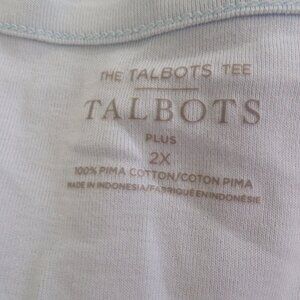 THE TALBOTS TEE
TALBOTS
PLUS
2X
100% PIMA COTTON/COTON PIMA
MADE IN INDONESIA/FABRIQUÉ EN INDONÉSIE